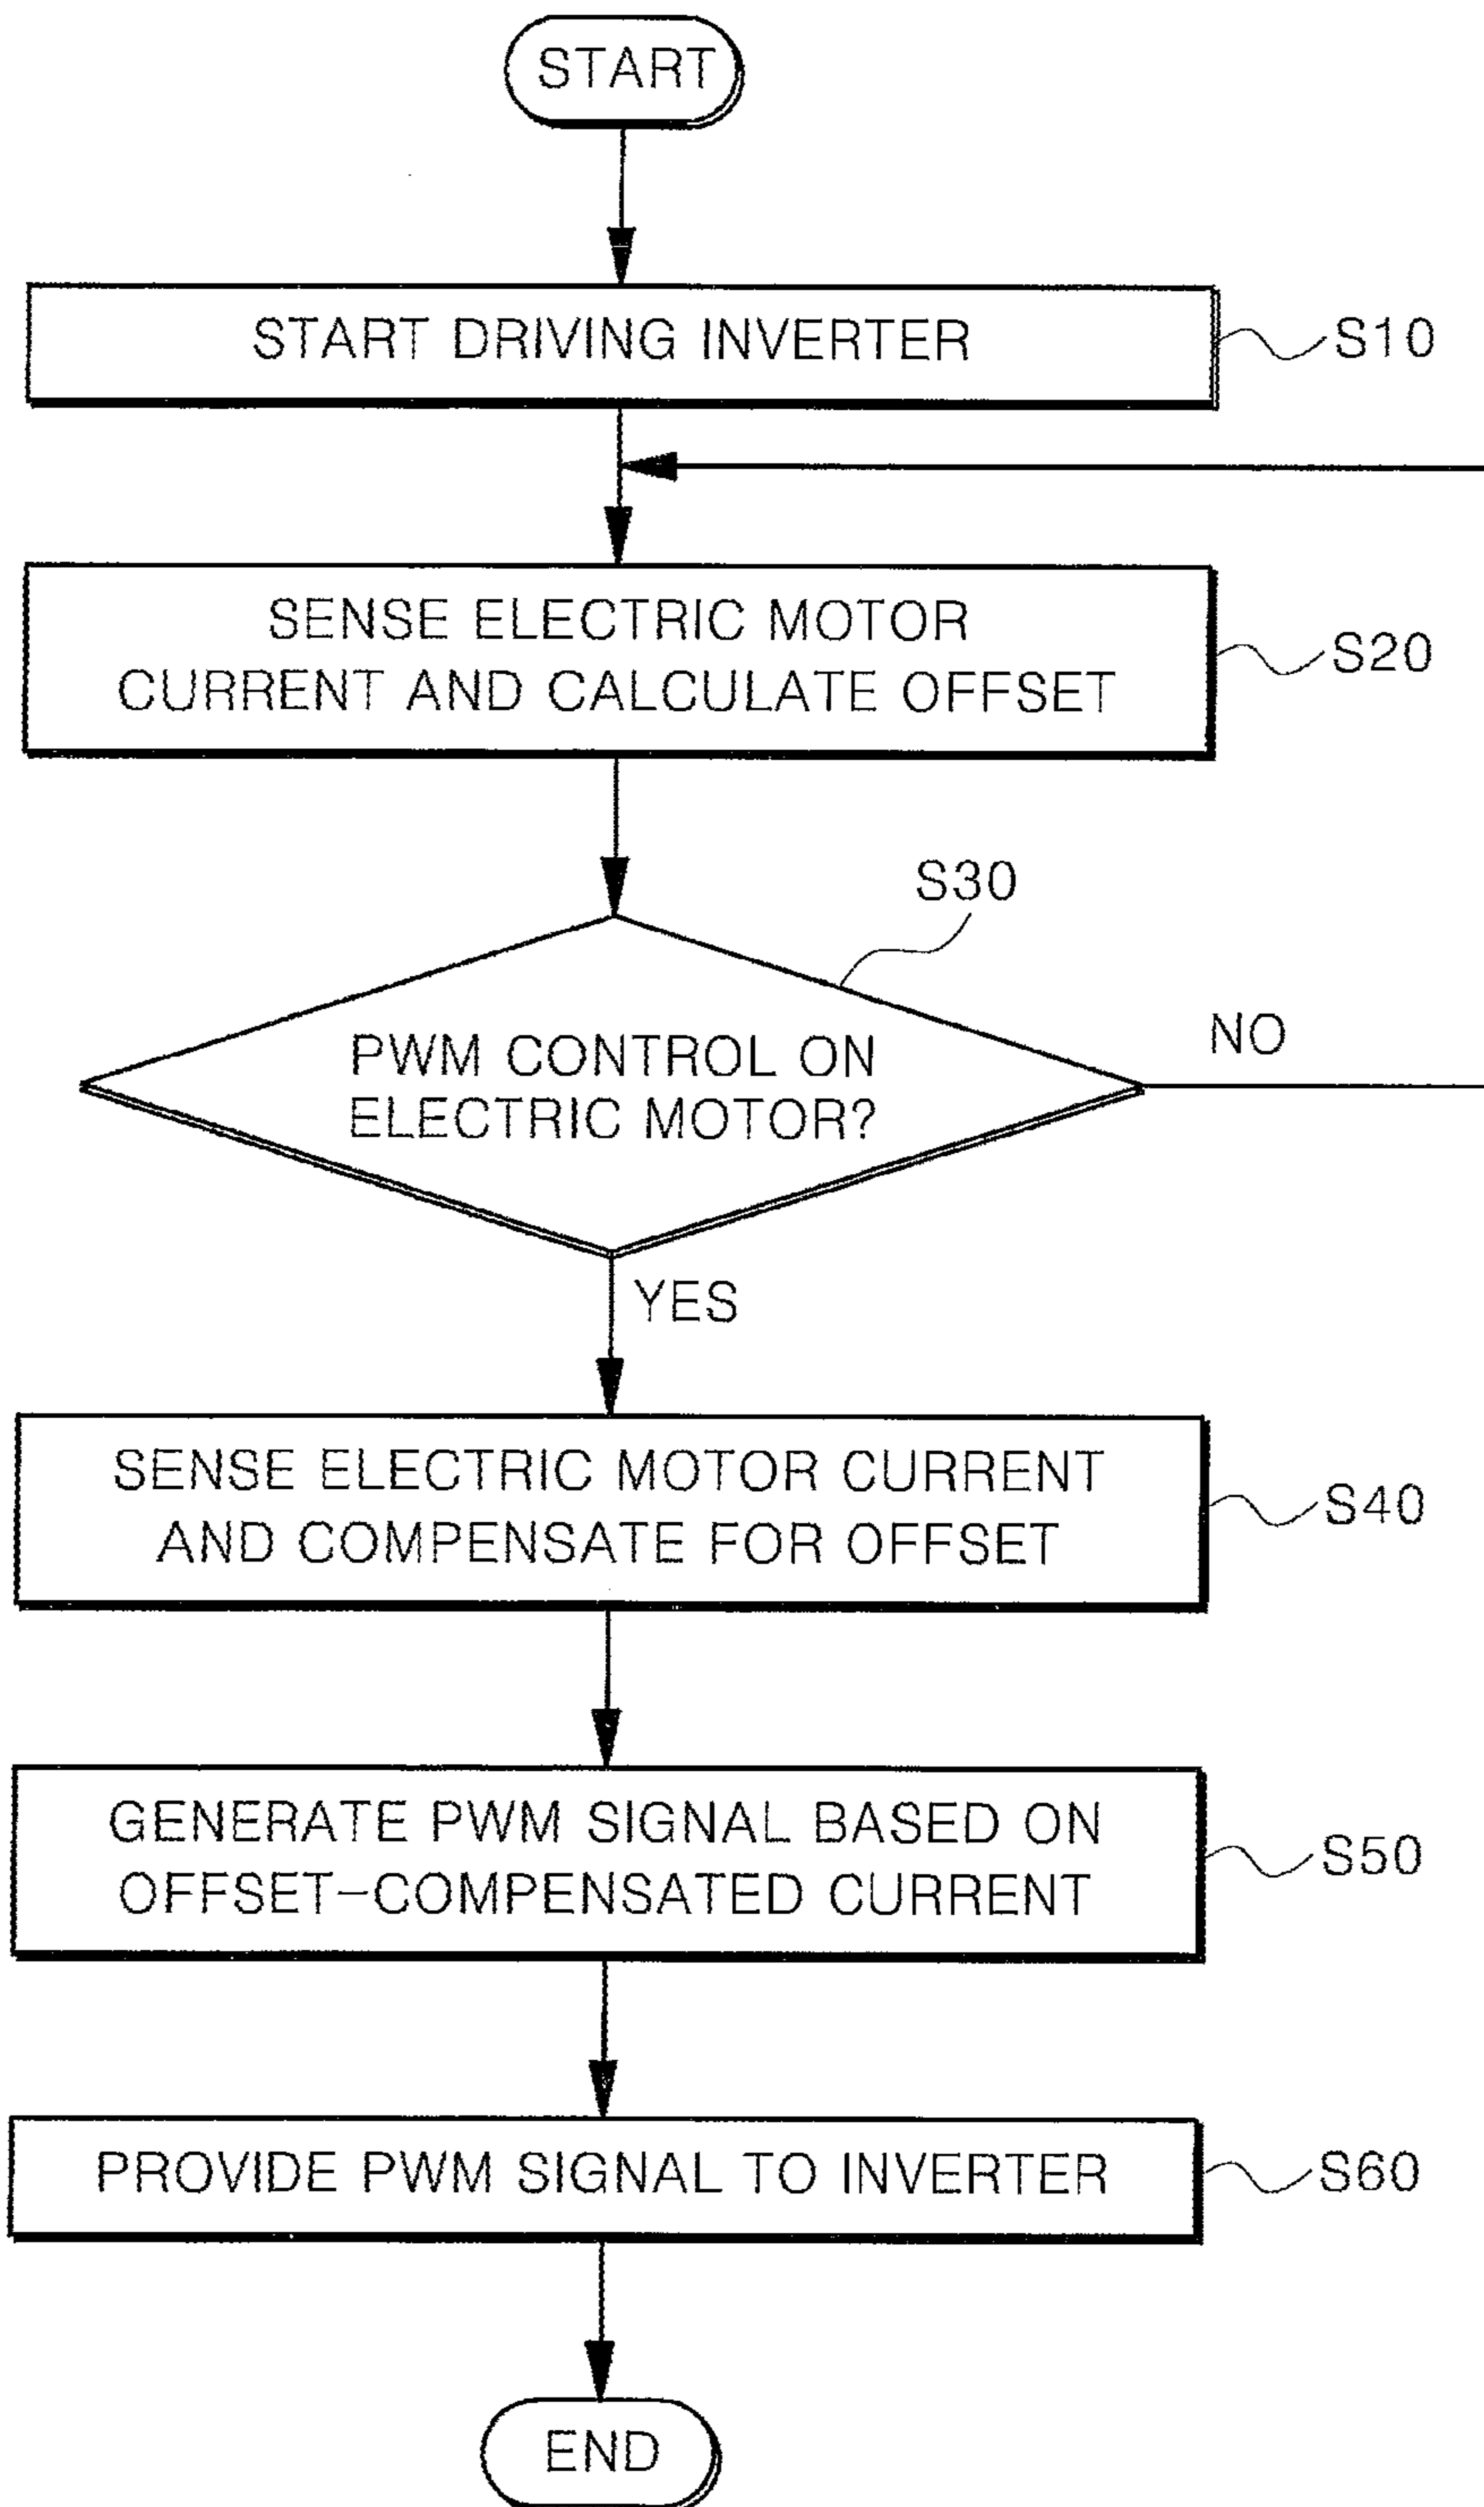 START
START DRIVING INVERTER
S10
SENSE ELECTRIC MOTOR
CURRENT AND CALCULATE OFFSET
S20
S30
PWM CONTROL ON
ELECTRIC MOTOR?
NO
YES
SENSE ELECTRIC MOTOR CURRENT
AND COMPENSATE FOR OFFSET
S40
GENERATE PWM SIGNAL BASED ON
OFFSET-COMPENSATED CURRENT
S50
PROVIDE PWM SIGNAL TO INVERTER
S60
END